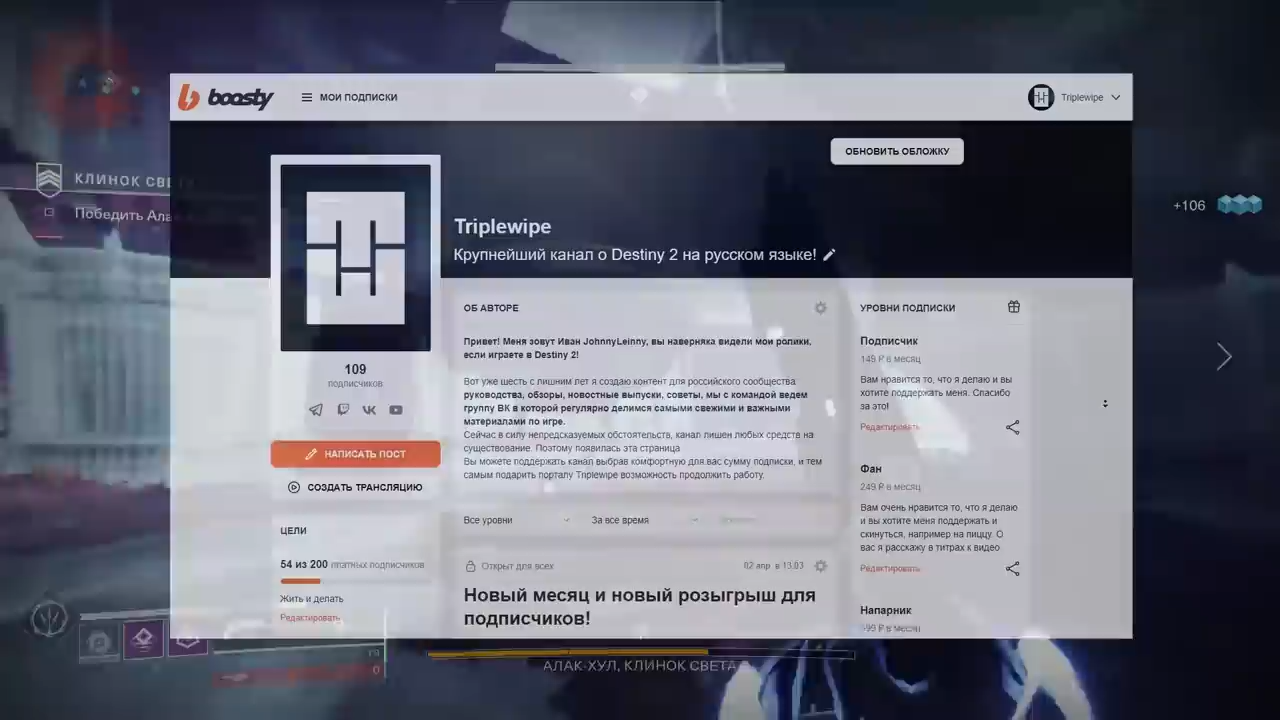 boosty
МОИ ПОДПИСКИ
Triplewipe
ОБНОВИТЬ ОБЛОЖКУ
КЛИНОК СВЕТА
Победить Ала
+106
Triplewipe
Крупнейший канал о Destiny 2 на русском языке!
109
подписчиков
НАПИСАТЬ ПОСТ
СОЗДАТЬ ТРАНСЛЯЦИЮ
ЦЕЛИ
54 из 200 платных подписчиков
Жить и делать
Редактировать
ОБ АВТОРЕ
Привет! Меня зовут Иван JohnnyLeinny, вы наверняка видели мои ролики,
если играете в Destiny 2!
Вот уже шесть с лишним лет я создаю контент для российского сообщества
руководства, обзоры, новостные выпуски, советы, мы с командой ведем
группу ВК в которой регулярно делимся самыми свежими и важными
материалами по игре.
Сейчас в силу непредсказуемых обстоятельств, канал лишен любых средств на
существование. Поэтому появилась эта страница
Вы можете поддержать канал выбрав комфортную для вас сумму подписки, и тем
самым подарить порталу Triplewipe возможность продолжить работу.
Все уровни
За все время
Открыт для всех
02 апр в 13:03
Новый месяц и новый розыгрыш для
подписчиков!
УРОВНИ ПОДПИСКИ
Подписчик
149 ₽ в месяц
Вам нравится то, что я делаю и вы
хотите поддержать меня. Спасибо
за это!
Редактировать
Фан
249 ₽ в месяц
Вам очень нравится то, что я делаю
и вы хотите меня поддержать и
скинуться, например на пиццу. О
вас я расскажу в титрах к видео
Редактировать
Напарник
₽ в месяц
АЛАК-ХУЛ, КЛИНОК СВЕТА